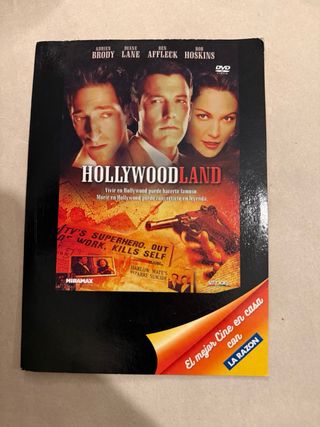 ADRIEN BRODY DIANE LANE BEN AFFLECK BOB HOSKINS
DVD
HOLLYWOODLAND
Vivir en Hollywood puede hacerte famoso.
Morir en Hollywood puede convertirte en leyenda.
TV'S SUPERHERO, OUT
WORK, KILLS SELF
BIZARRE SUICIDE
MIRAMAX
El mejor Cine en casa
con
LA RAZON